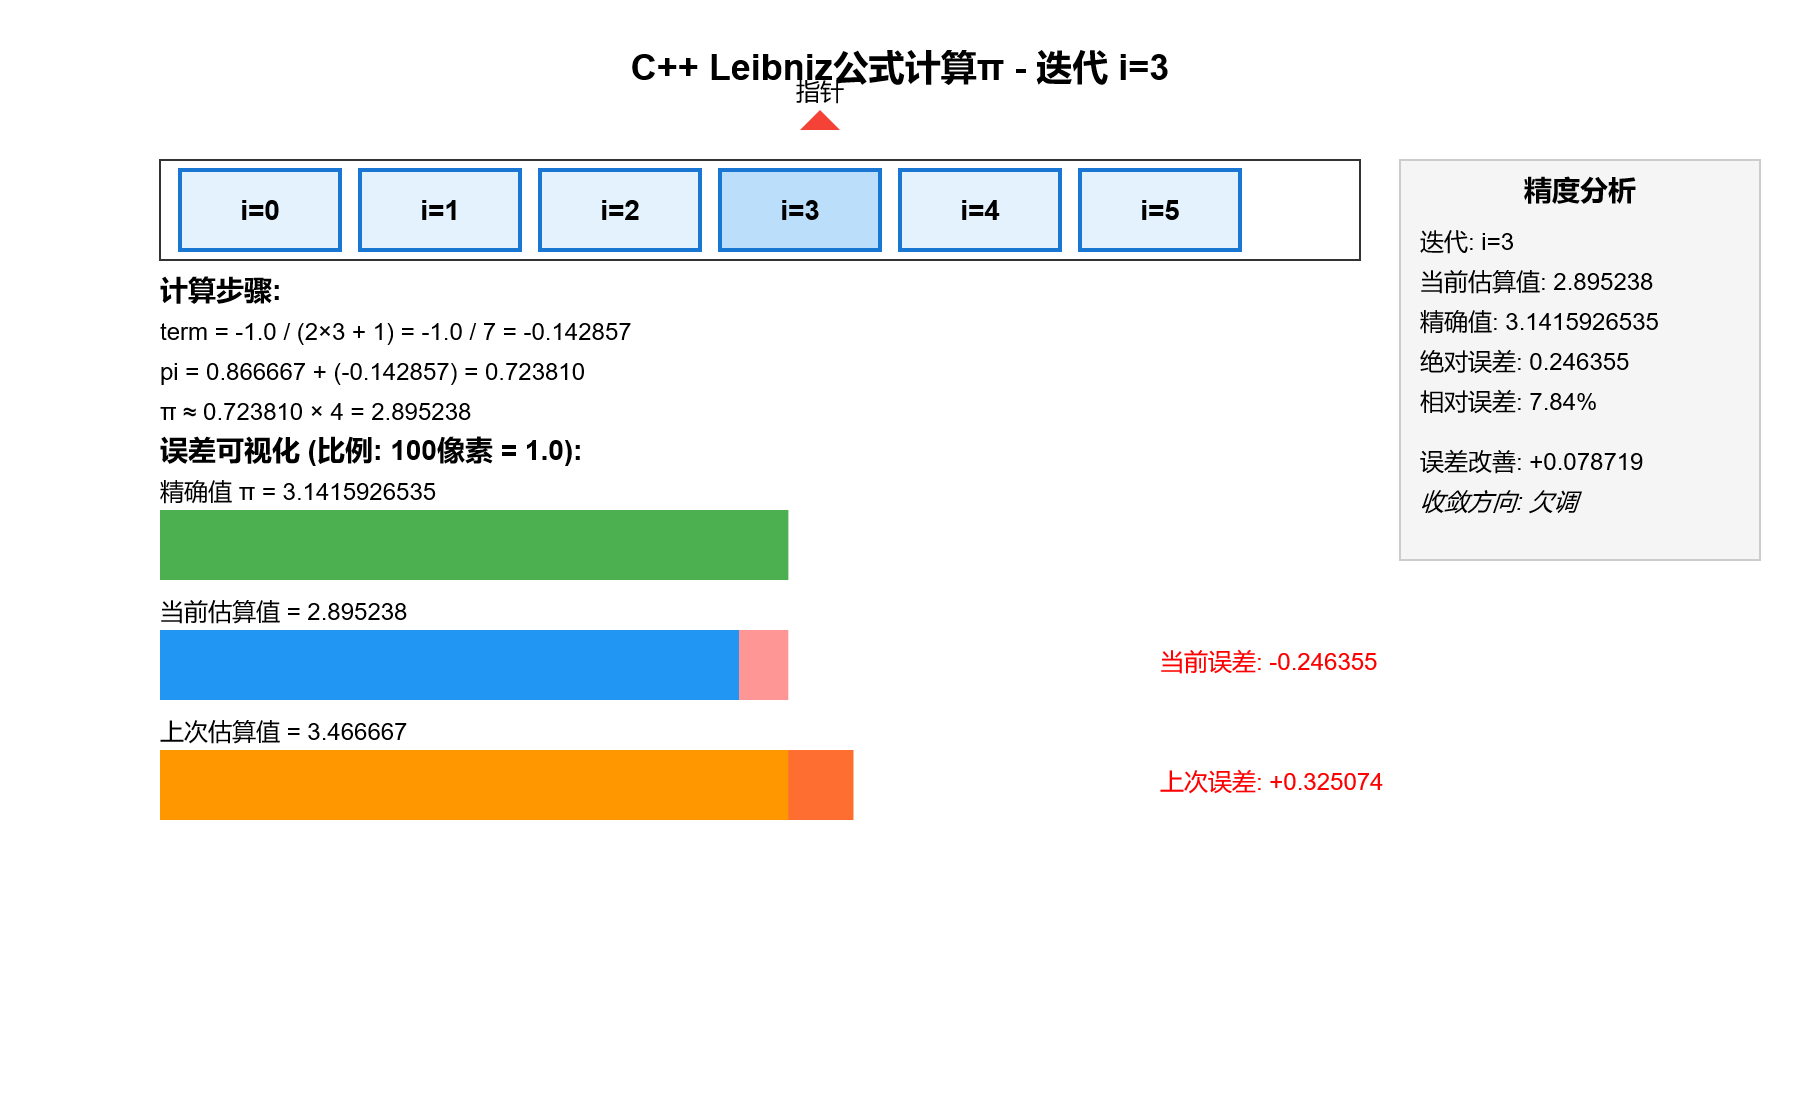 C++ Leibniz公式计算π - 迭代 i=3
指针
i=0
i=1
i=2
i=3
i=4
i=5
计算步骤:
term = -1.0 / (2×3 + 1) = -1.0 / 7 = -0.142857
pi = 0.866667 + (-0.142857) = 0.723810
π ≈ 0.723810 × 4 = 2.895238
误差可视化 (比例: 100像素 = 1.0):
精确值 π = 3.1415926535
当前估算值 = 2.895238
当前误差: -0.246355
上次估算值 = 3.466667
上次误差: +0.325074
精度分析
迭代: i=3
当前估算值: 2.895238
精确值: 3.1415926535
绝对误差: 0.246355
相对误差: 7.84%
误差改善: +0.078719
收敛方向: 欠调